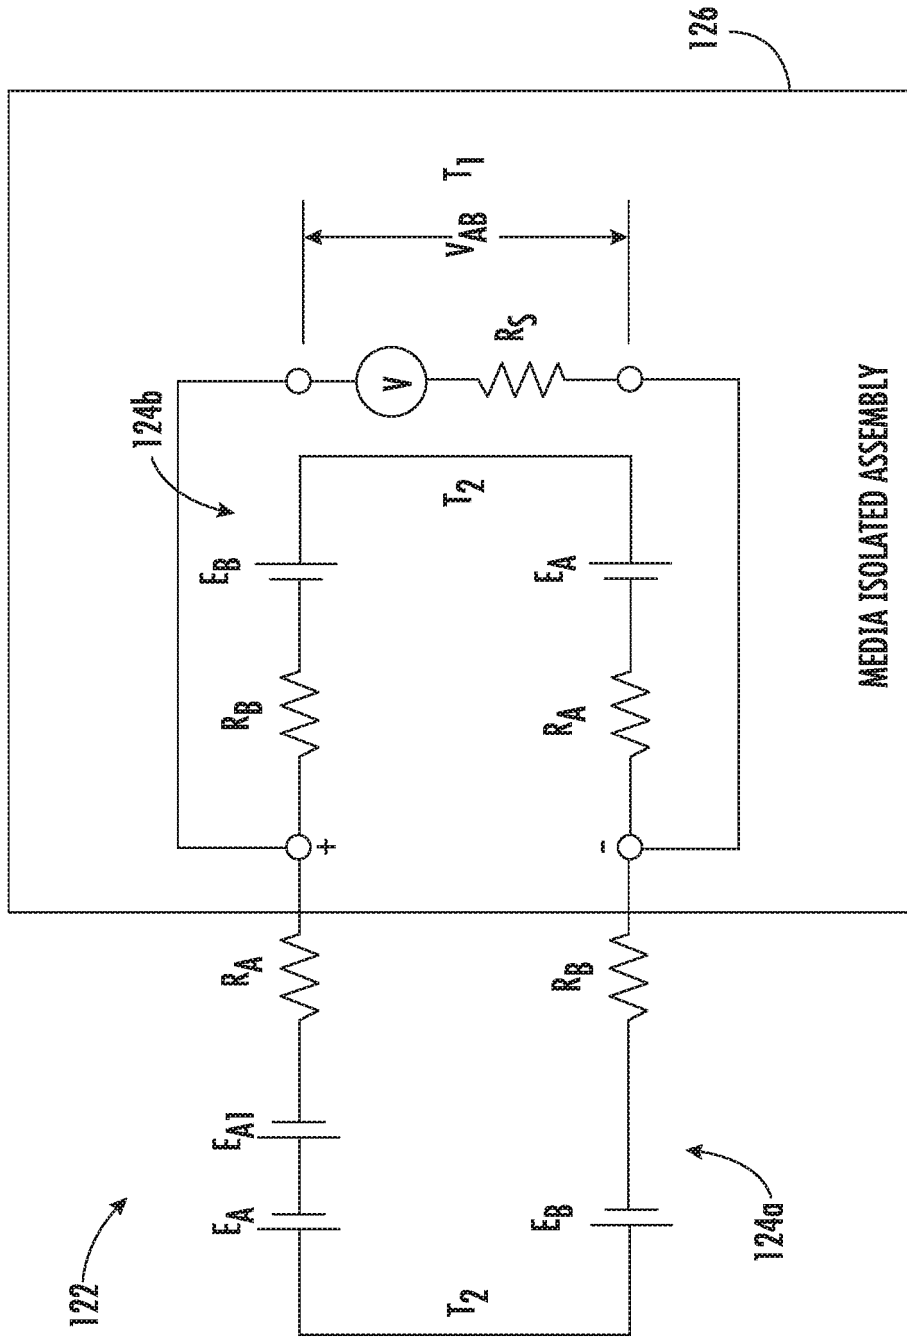 122
T2
EA
EA1
RA
EB
RB
124a
+
-
RB
EB
124b
T2
RA
EA
V
RS
VAB
T1
MEDIA ISOLATED ASSEMBLY
126